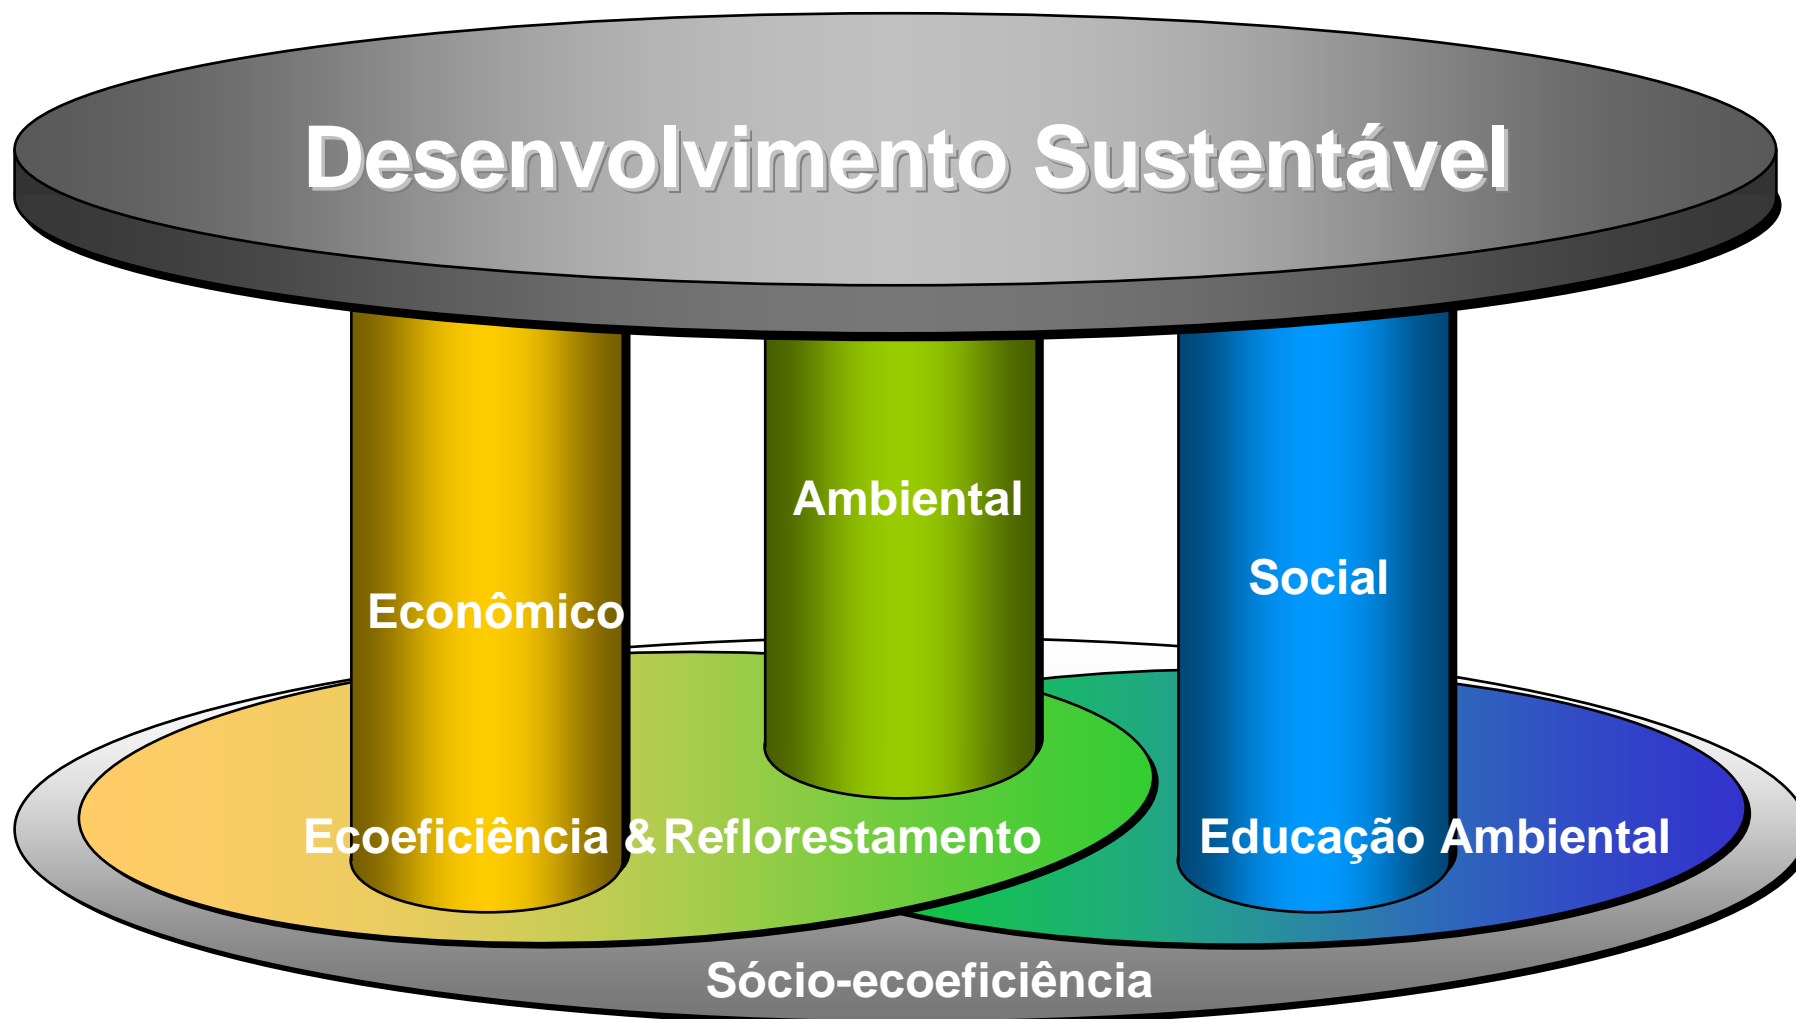 Desenvolvimento Sustentável
Ambiental
Social
Econômico
Ecoeficiência & Reflorestamento
Educação Ambiental
Sócio-ecoeficiência